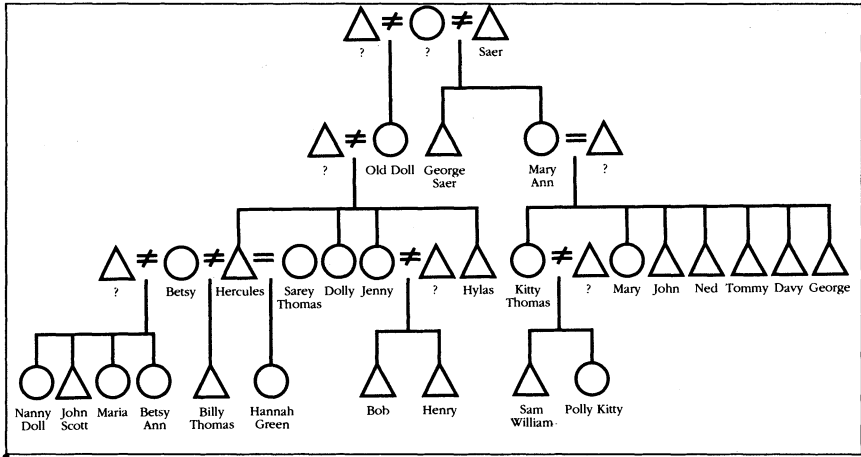 ? ? Saer
? Old Doll George Mary ?
Saer Ann
? Betsy Hercules Sarey Dolly Jenny ? Hylas Kitty ? Mary John Ned Tommy Davy George
Thomas Thomas
Nanny John Maria Betsy Billy Hannah Bob Henry Sam Polly Kitty
Doll Scott Ann Thomas Green William